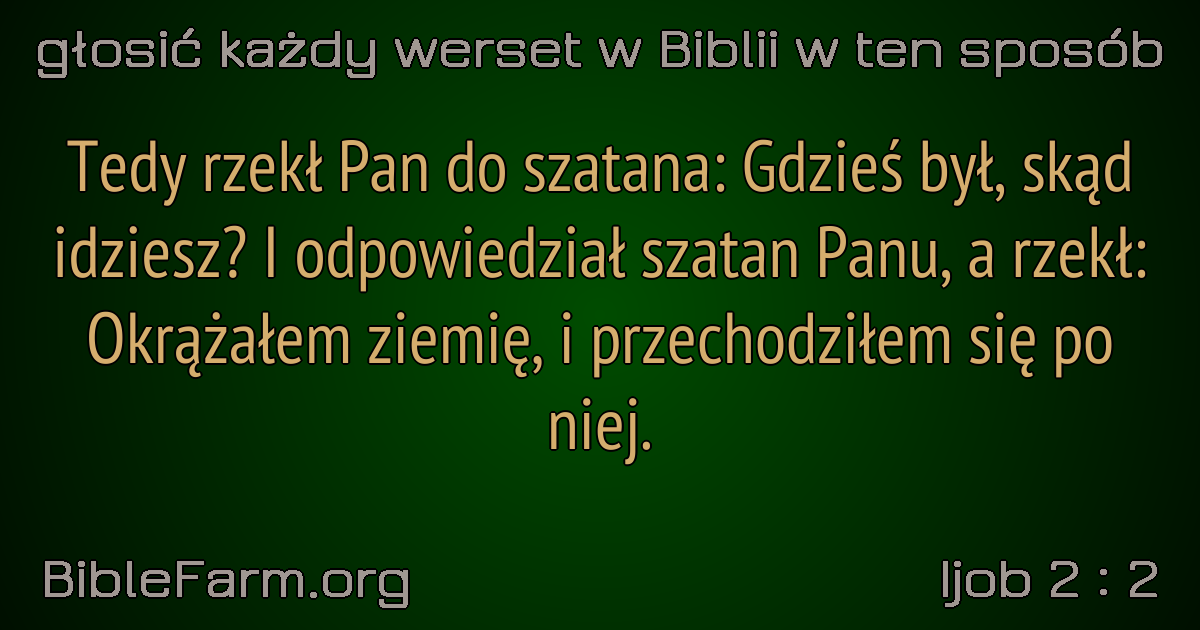 głosić każdy werset w Biblii w ten sposób
Tedy rzekł Pan do szatana: Gdzieś był, skąd
idziesz? I odpowiedział szatan Panu, a rzekł:
Okrążałem ziemię, i przechodziłem się po
niej.
BibleFarm.org
Ijob 2 : 2